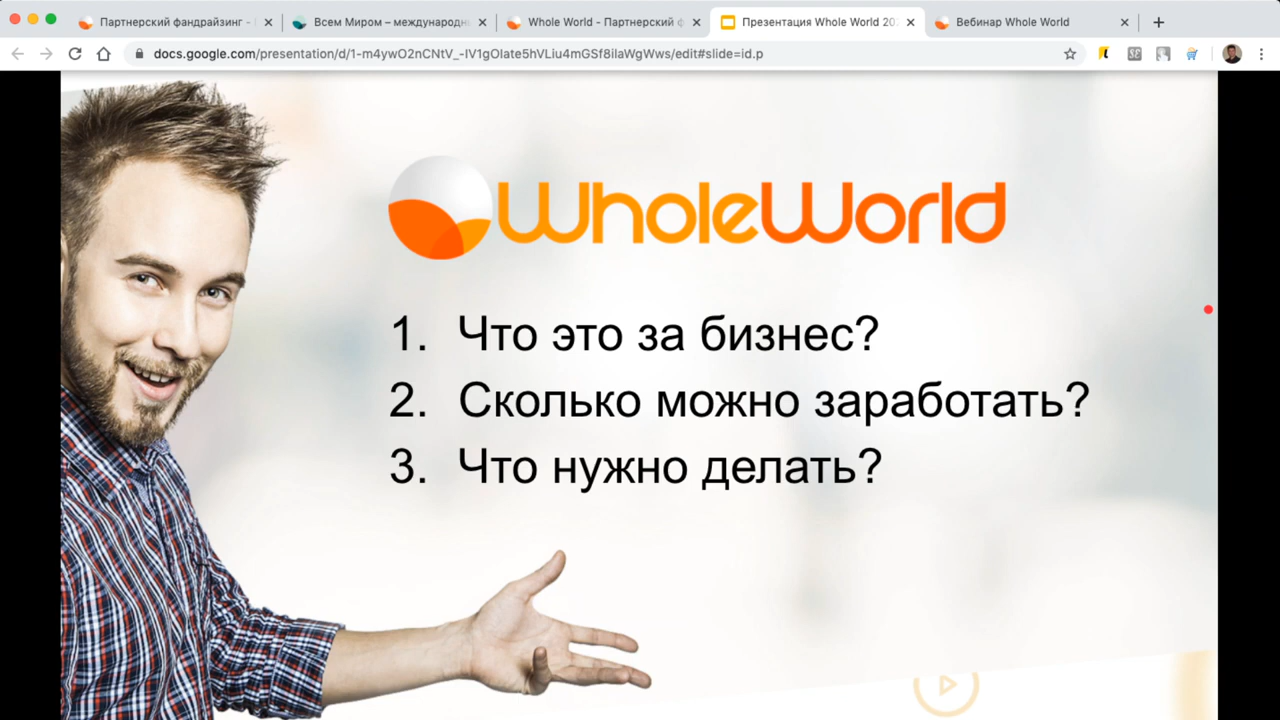 Партнерский фандрайзинг -
Всем Миром – международн
Whole World - Партнерский ф
Презентация Whole World 20
Вебинар Whole World
docs.google.com/presentation/d/1-m4ywO2nCNtV_-IV1gOIate5hVLiu4mGSf8iIaWgWws/edit#slide=id.p
WholeWorld
1. Что это за бизнес?
2. Сколько можно заработать?
3. Что нужно делать?